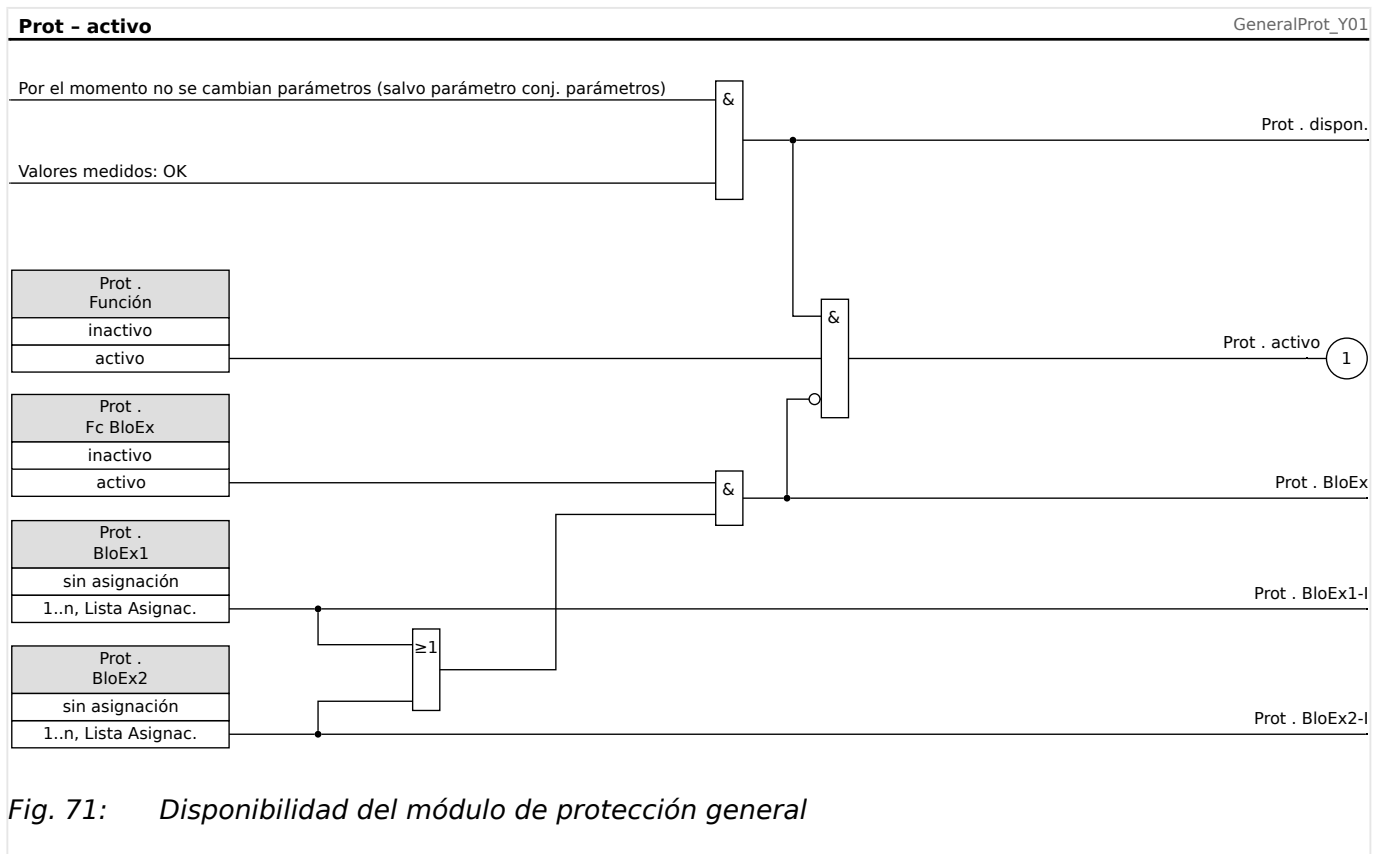 Prot – activo
GeneralProt_Y01
Por el momento no se cambian parámetros (salvo parámetro conj. parámetros)
&
Prot . dispon.
Valores medidos: OK
Prot .
Función
inactivo
activo
&
Prot . activo
1
Prot .
Fc BloEx
inactivo
activo
&
Prot . BloEx
Prot .
BloEx1
sin asignación
1..n, Lista Asignac.
Prot . BloEx1-I
≥1
Prot .
BloEx2
sin asignación
1..n, Lista Asignac.
Prot . BloEx2-I
Fig. 71: Disponibilidad del módulo de protección general